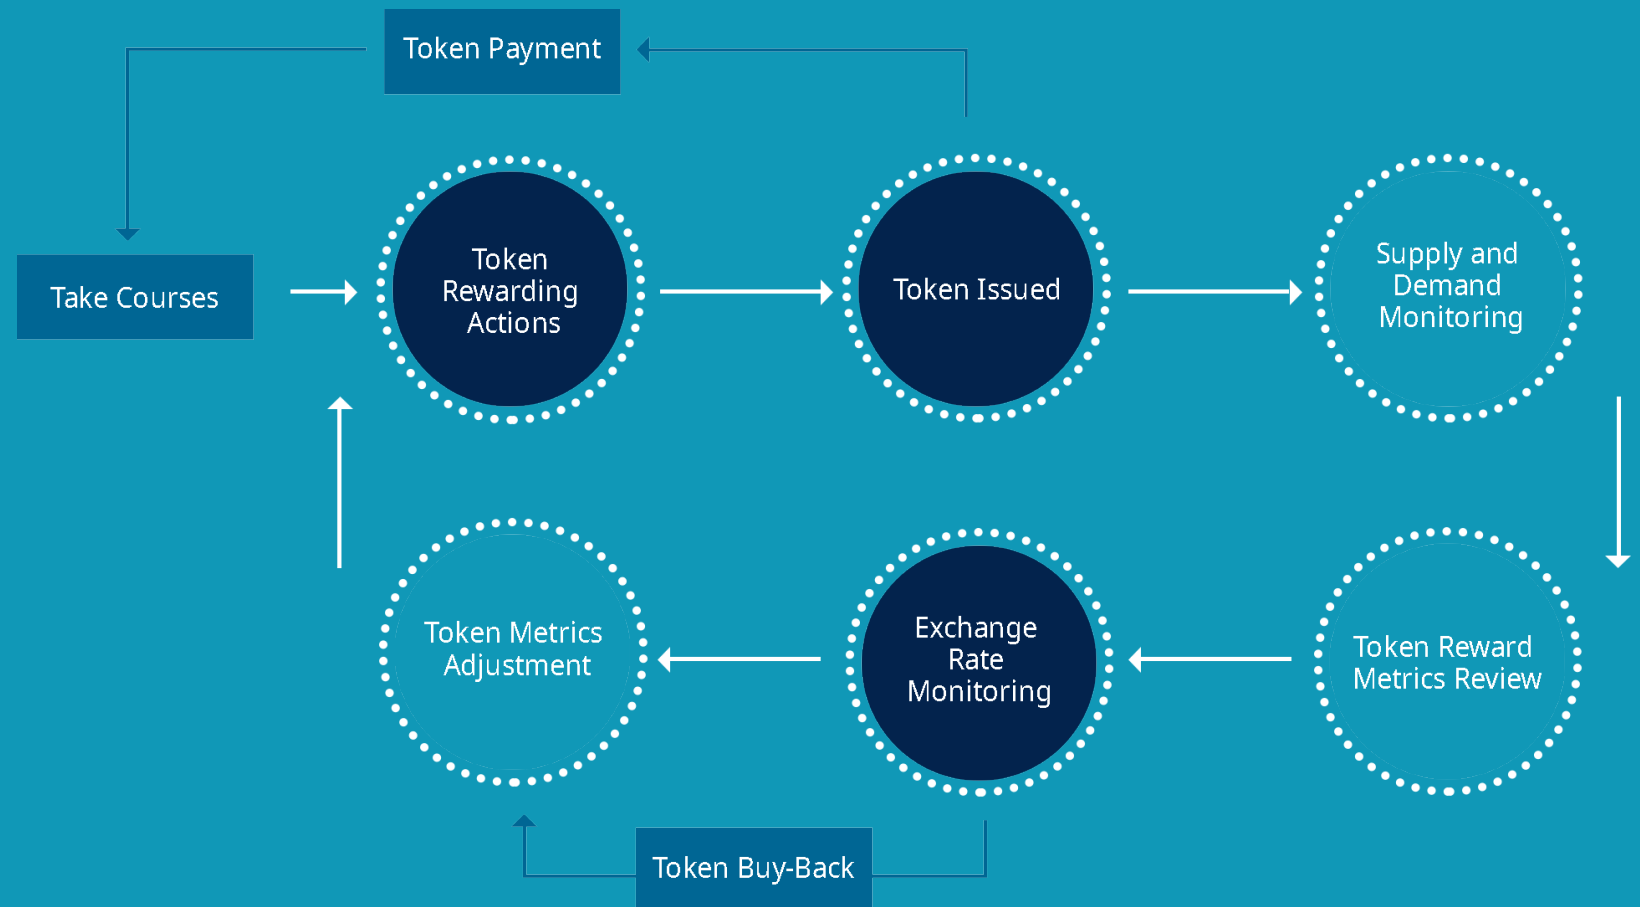 Token Payment
Take Courses
Token
Rewarding
Actions
Token Issued
Supply and
Demand
Monitoring
Token Metrics
Adjustment
Exchange
Rate
Monitoring
Token Reward
Metrics Review
Token Buy-Back